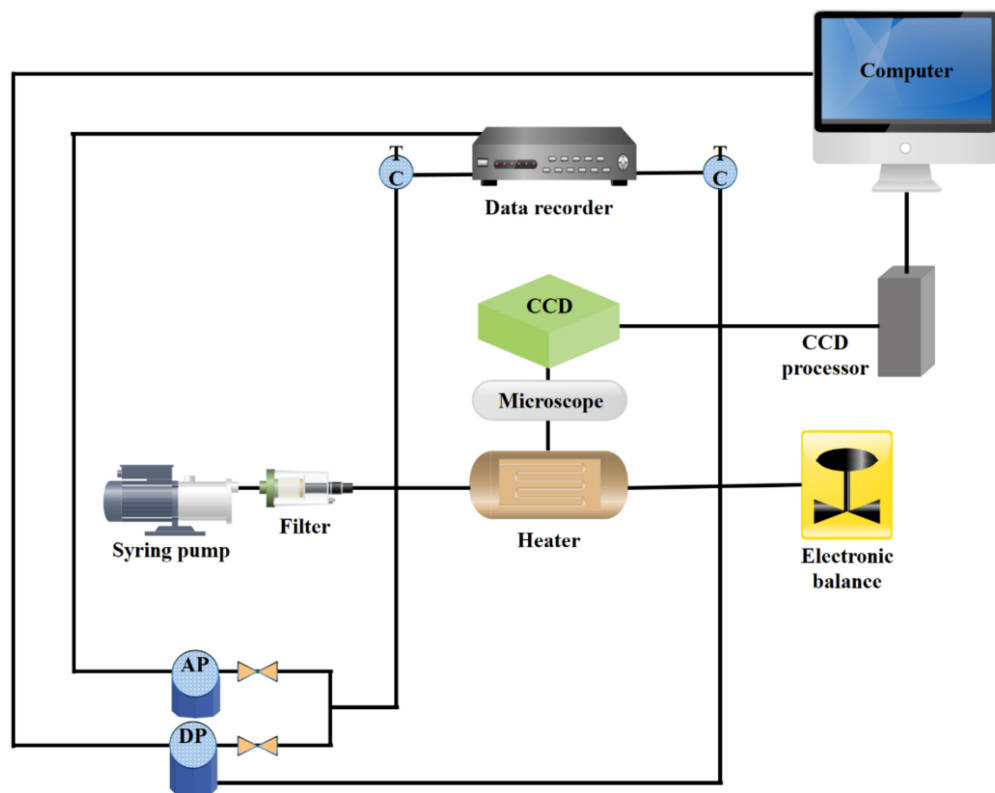 Computer
T
C
T
C
Data recorder
CCD
CCD
processor
Microscope
Syring pump
Filter
Heater
Electronic
balance
AP
DP